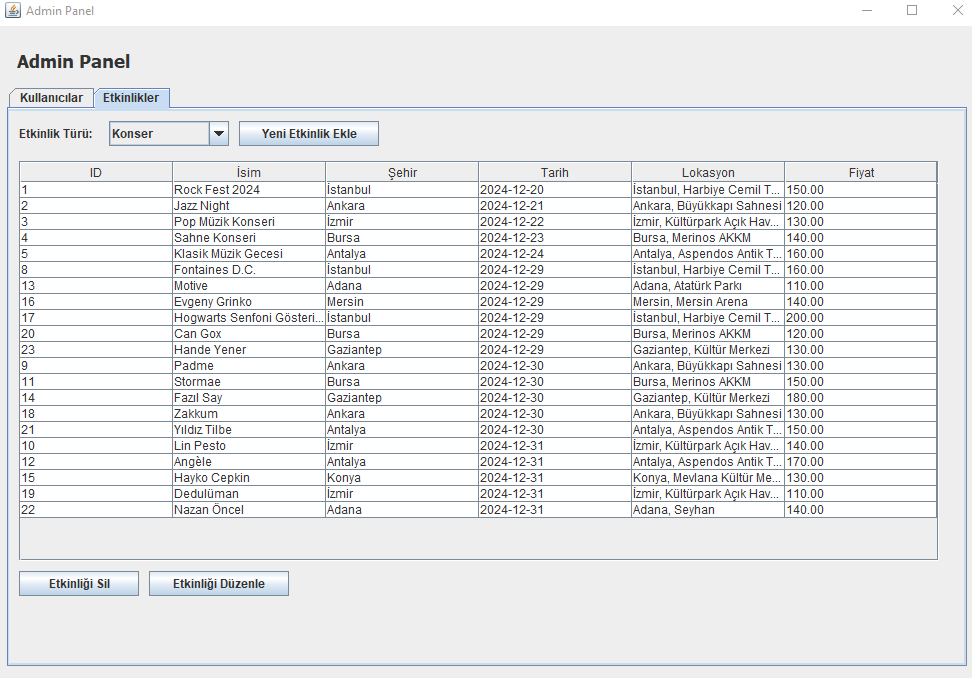 Admin Panel
Admin Panel
Kullanıcılar Etkinlikler
Etkinlik Türü: Konser Yeni Etkinlik Ekle
ID İsim Şehir Tarih Lokasyon Fiyat
1 Rock Fest 2024 İstanbul 2024-12-20 İstanbul, Harbiye Cemil T... 150.00
2 Jazz Night Ankara 2024-12-21 Ankara, Büyükkapı Sahnesi 120.00
3 Pop Müzik Konseri İzmir 2024-12-22 İzmir, Kültürpark Açık Hav... 130.00
4 Sahne Konseri Bursa 2024-12-23 Bursa, Merinos AKKM 140.00
5 Klasik Müzik Gecesi Antalya 2024-12-24 Antalya, Aspendos Antik T... 160.00
8 Fontaines D.C. İstanbul 2024-12-29 İstanbul, Harbiye Cemil T... 160.00
13 Motive Adana 2024-12-29 Adana, Atatürk Parkı 110.00
16 Evgeny Grinko Mersin 2024-12-29 Mersin, Mersin Arena 140.00
17 Hogwarts Senfoni Gösteri... İstanbul 2024-12-29 İstanbul, Harbiye Cemil T... 200.00
20 Can Gox Bursa 2024-12-29 Bursa, Merinos AKKM 120.00
23 Hande Yener Gaziantep 2024-12-29 Gaziantep, Kültür Merkezi 130.00
9 Padme Ankara 2024-12-30 Ankara, Büyükkapı Sahnesi 130.00
11 Stormae Bursa 2024-12-30 Bursa, Merinos AKKM 150.00
14 Fazıl Say Gaziantep 2024-12-30 Gaziantep, Kültür Merkezi 180.00
18 Zakkum Ankara 2024-12-30 Ankara, Büyükkapı Sahnesi 130.00
21 Yıldız Tilbe Antalya 2024-12-30 Antalya, Aspendos Antik T... 150.00
10 Lin Pesto İzmir 2024-12-31 İzmir, Kültürpark Açık Hav... 140.00
12 Angèle Antalya 2024-12-31 Antalya, Aspendos Antik T... 170.00
15 Hayko Cepkin Konya 2024-12-31 Konya, Mevlana Kültür Me... 130.00
19 Dedulüman İzmir 2024-12-31 İzmir, Kültürpark Açık Hav... 110.00
22 Nazan Öncel Adana 2024-12-31 Adana, Seyhan 140.00
Etkinliği Sil Etkinliği Düzenle